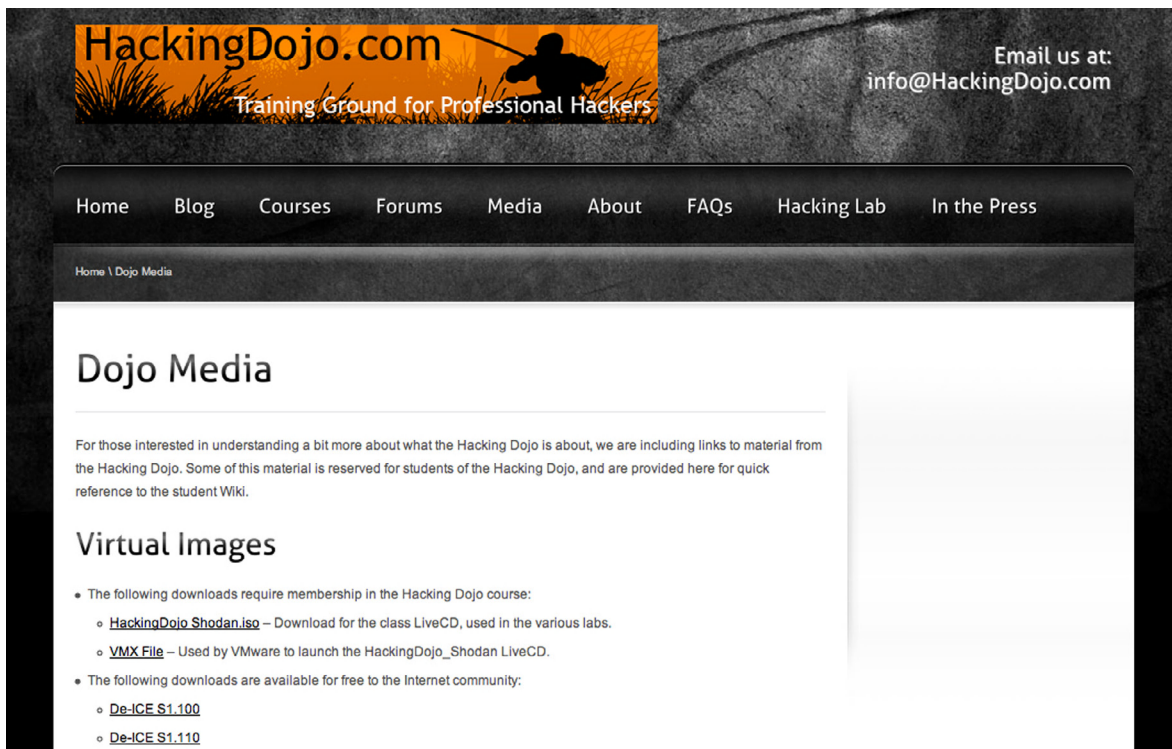 HackingDojo.com
Training Ground for Professional Hackers
Email us at:
info@HackingDojo.com
Home Blog Courses Forums Media About FAQs Hacking Lab In the Press
Home \ Dojo Media
Dojo Media
For those interested in understanding a bit more about what the Hacking Dojo is about, we are including links to material from
the Hacking Dojo. Some of this material is reserved for students of the Hacking Dojo, and are provided here for quick
reference to the student Wiki.
Virtual Images
• The following downloads require membership in the Hacking Dojo course:
◦ HackingDojo Shodan.iso – Download for the class LiveCD, used in the various labs.
◦ VMX File – Used by VMware to launch the HackingDojo_Shodan LiveCD.
• The following downloads are available for free to the Internet community:
◦ De-ICE S1.100
◦ De-ICE S1.110